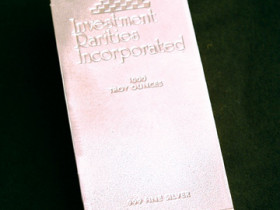 Investment
Rarities
Incorporated
1000
TROY OUNCES
.999 FINE SILVER